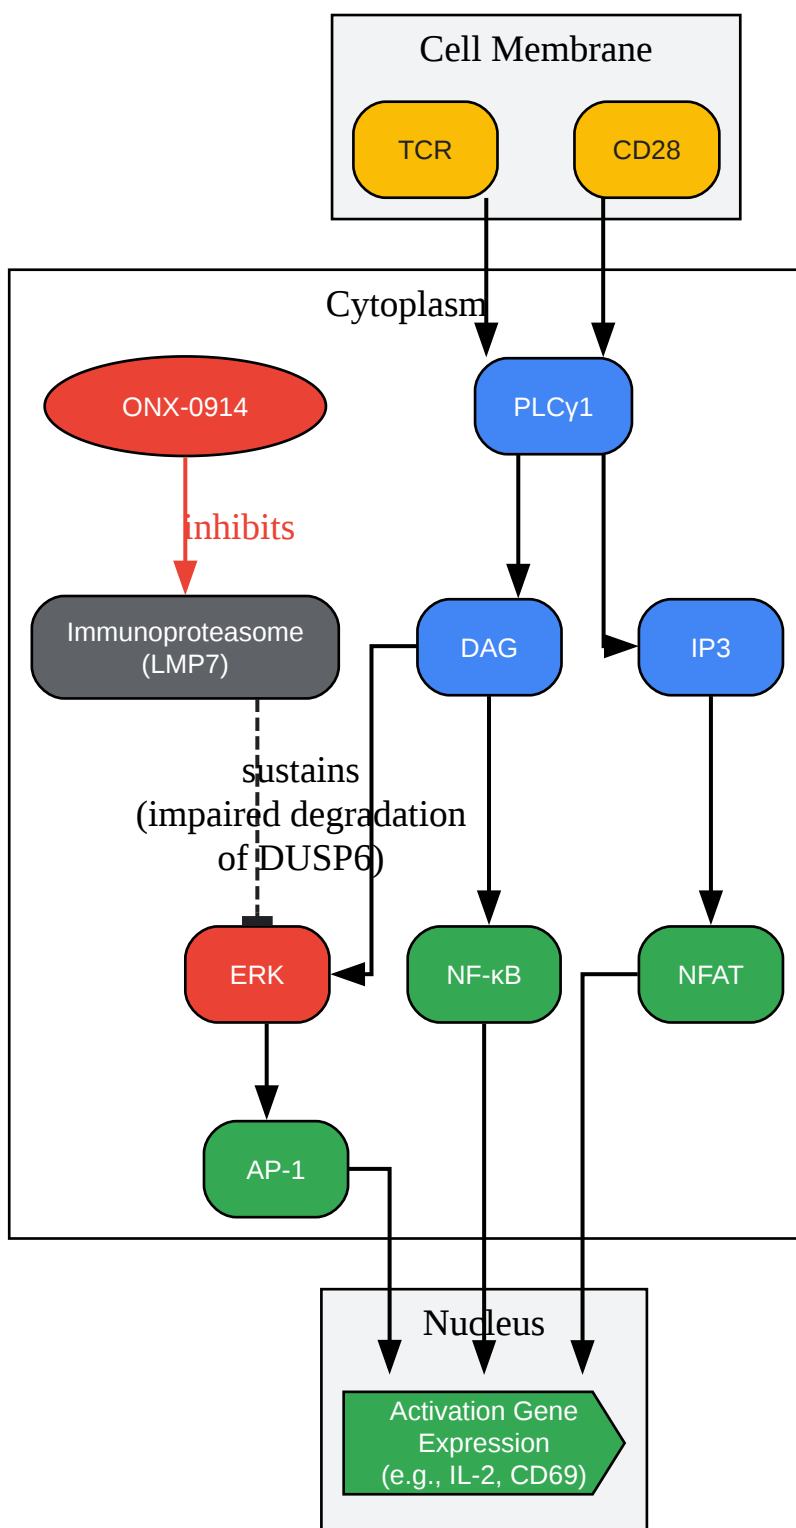 Cell Membrane
TCR
CD28
Cytoplasm
ONX-0914
PLCγ1
inhibits
Immunoproteasome
(LMP7)
DAG
IP3
sustains
(impaired degradation
of DUSP6)
ERK
NF-κB
NFAT
AP-1
Nucleus
Activation Gene
Expression
(e.g., IL-2, CD69)